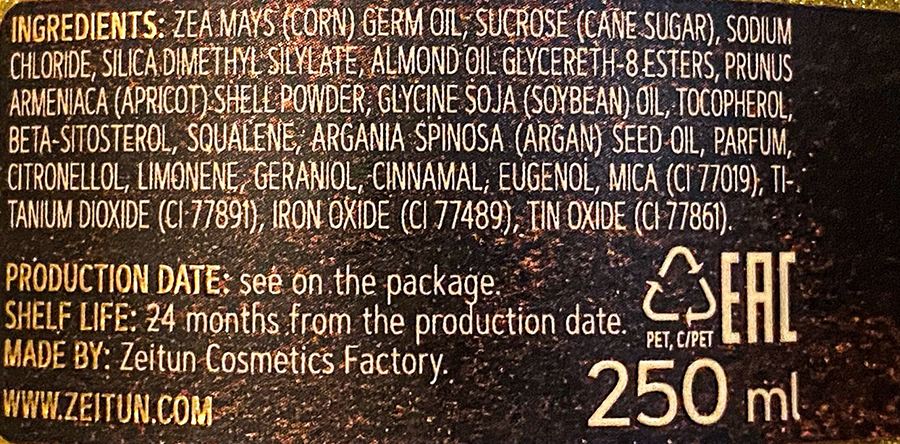 INGREDIENTS: ZEA MAYS (CORN) GERM OIL, SUCROSE (CANE SUGAR), SODIUM
CHLORIDE, SILICA DIMETHYL SILYLATE, ALMOND OIL GLYCERETH-8 ESTERS, PRUNUS
ARMENIACA (APRICOT) SHELL POWDER, GLYCINE SOJA (SOYBEAN) OIL, TOCOPHEROL,
BETA-SITOSTEROL, SQUALENE, ARGANIA SPINOSA (ARGAN) SEED OIL, PARFUM,
CITRONELLOL, LIMONENE, GERANIOL, CINNAMAL, EUGENOL, MICA (CI 77019), TI-
TANIUM DIOXIDE (CI 77891), IRON OXIDE (CI 77489), TIN OXIDE (CI 77861).
PRODUCTION DATE: see on the package.
SHELF LIFE: 24 months from the production date.
MADE BY: Zeitun Cosmetics Factory.
WWW.ZEITUN.COM
PET, C/PET
EAC
250 ml